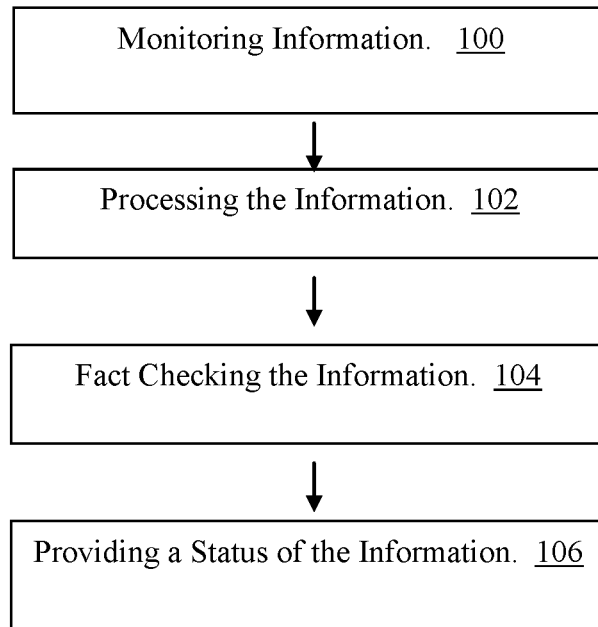 Monitoring Information. 100
Processing the Information. 102
Fact Checking the Information. 104
Providing a Status of the Information. 106